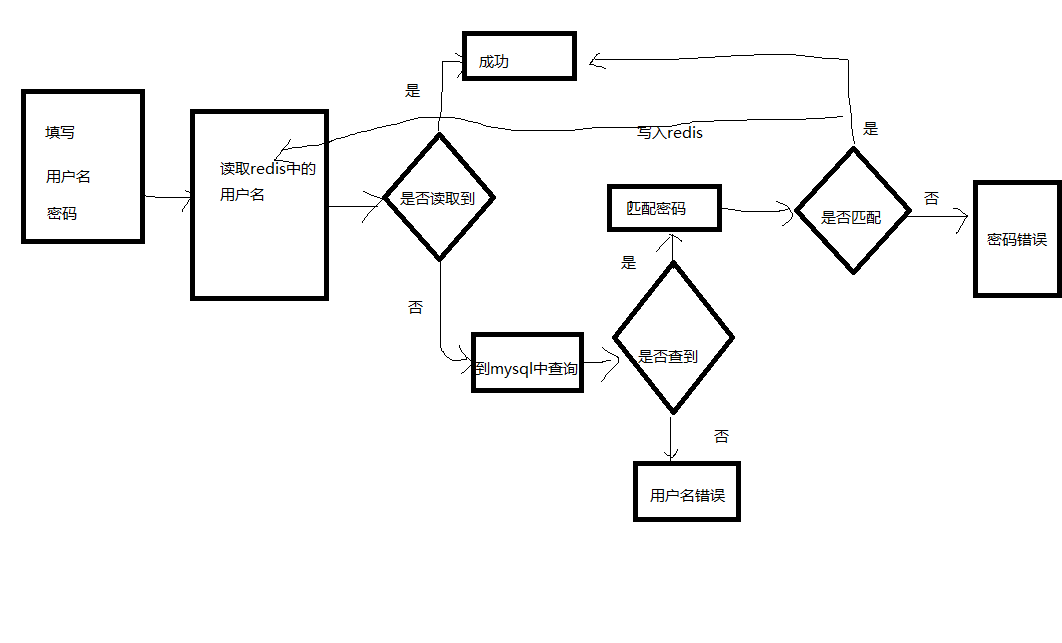 填写
用户名
密码
读取redis中的
用户名
是否读取到
是
成功
否
到mysql中查询
是否查到
是
匹配密码
否
用户名错误
是否匹配
是
写入redis
否
密码错误